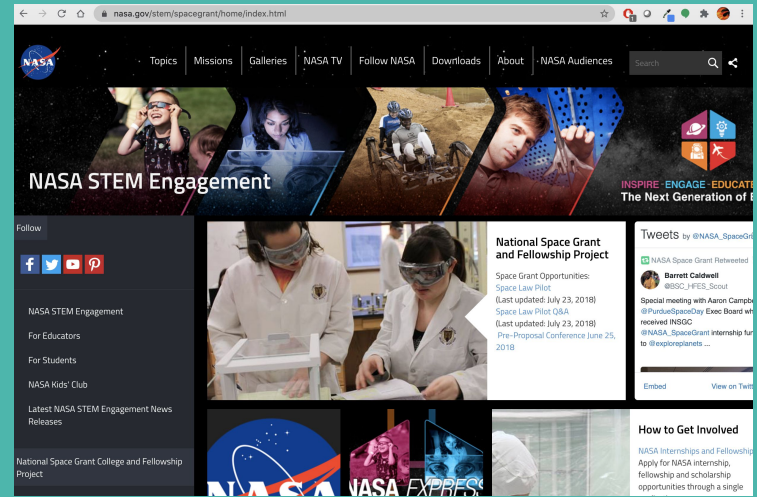 nasa.gov/stem/spacegrant/home/index.html
NASA
Topics
Missions
Galleries
NASA TV
Follow NASA
Downloads
About
NASA Audiences
Search
NASA STEM Engagement
INSPIRE - ENGAGE - EDUCATE
The Next Generation of E
Follow
NASA STEM Engagement
For Educators
For Students
NASA Kids' Club
Latest NASA STEM Engagement News
Releases
National Space Grant College and Fellowship
Project
National Space Grant
and Fellowship Project
Space Grant Opportunities:
Space Law Pilot
(Last updated: July 23, 2018)
Space Law Pilot Q&A
(Last updated: July 23, 2018)
Pre-Proposal Conference June 25,
2018
Tweets by @NASA_SpaceGr
NASA Space Grant Retweeted
Barrett Caldwell
@BSC_HFES_Scout
Special meeting with Aaron Campbe
@PurdueSpaceDay Exec Board wh
received INSGC
@NASA_SpaceGrant internship fun
to @exploreplanets ...
Embed
View on Twitt
NASA
NASA EXPRESS
How to Get Involved
NASA Internships and Fellowship
Apply for NASA internship,
fellowship and scholarship
opportunities through a single